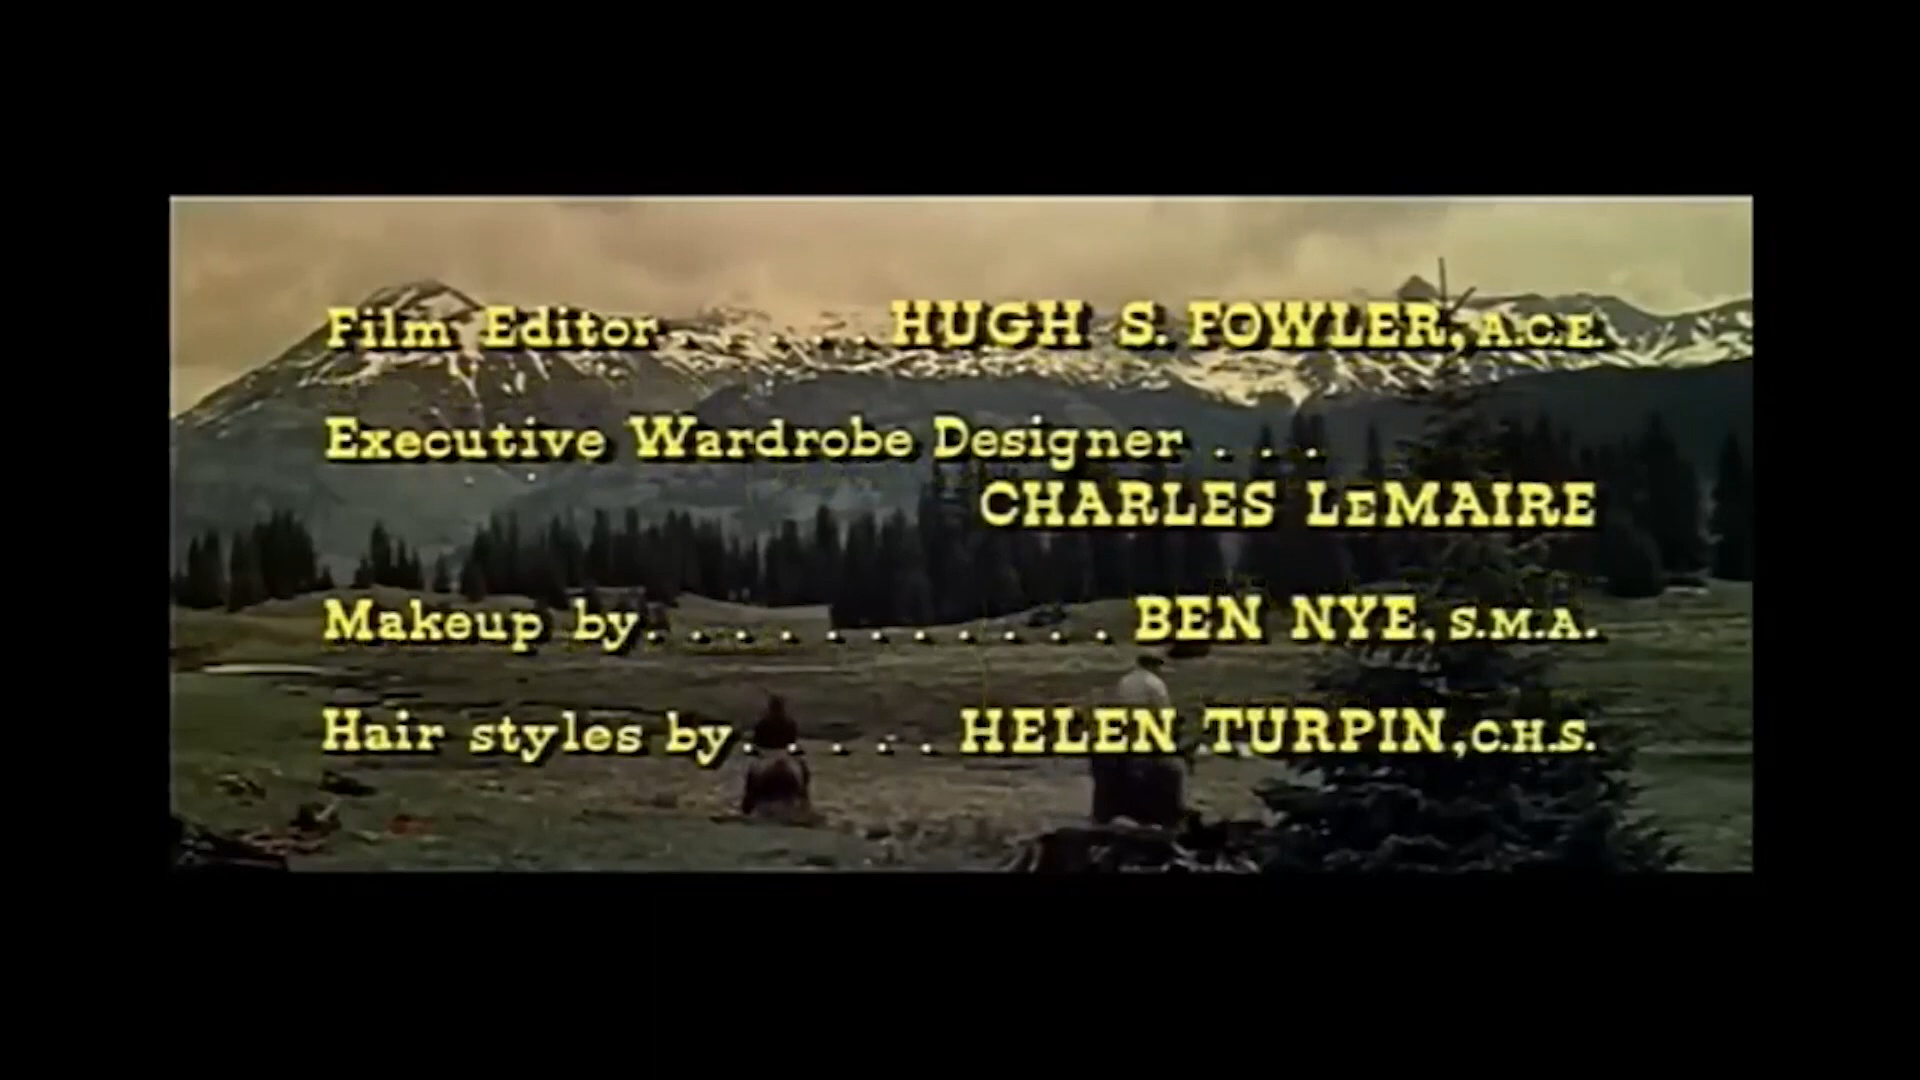 Film Editor . . . . . HUGH S. FOWLER, A.C.E.
Executive Wardrobe Designer . . .
CHARLES LeMAIRE
Makeup by. . . . . . . . . . . BEN NYE, S.M.A.
Hair styles by. . . . . HELEN TURPIN, C.H.S.